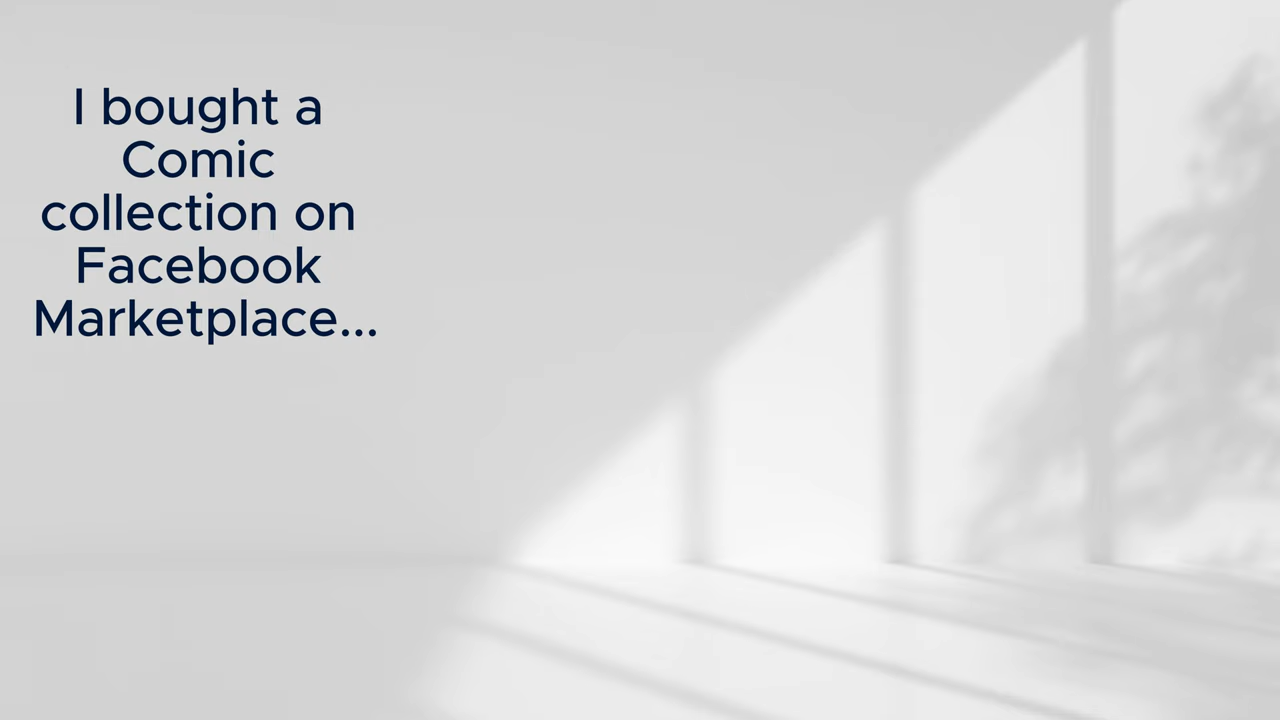 I bought a
Comic
collection on
Facebook
Marketplace...